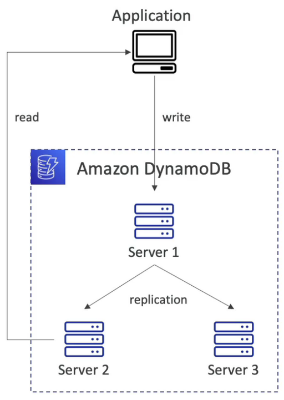 Application
read
write
Amazon DynamoDB
Server 1
replication
Server 2
Server 3